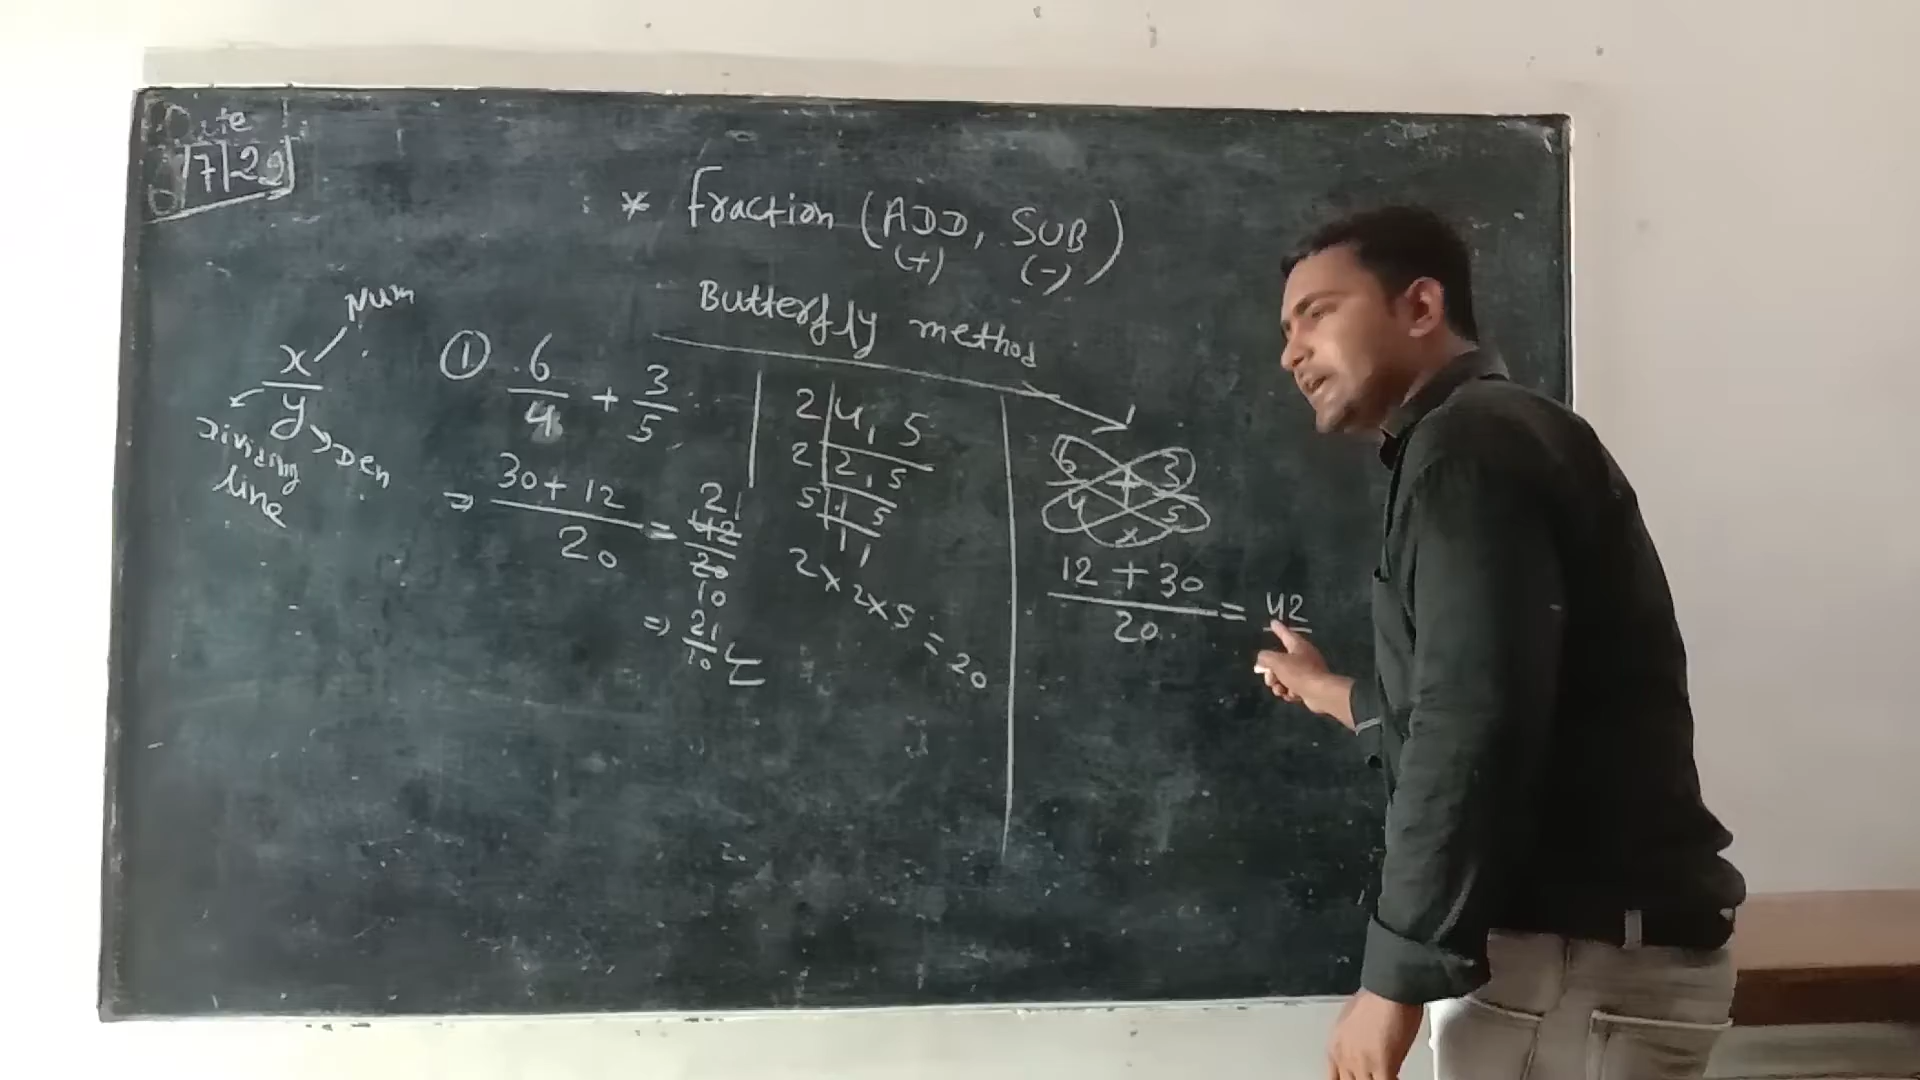 Date
17|22
* Fraction (ADD, SUB)
(+) (-)
Butterfly method
Num
x
y
Den
Dividing
line
① 6/4 + 3/5
⇒ 30+12/20 = 42/20
21
10
⇒ 21/10
2|4, 5
2|2, 5
5|1, 5
1, 1
2×2×5 = 20
6 + 3
4 × 5
12+30/20 = 42